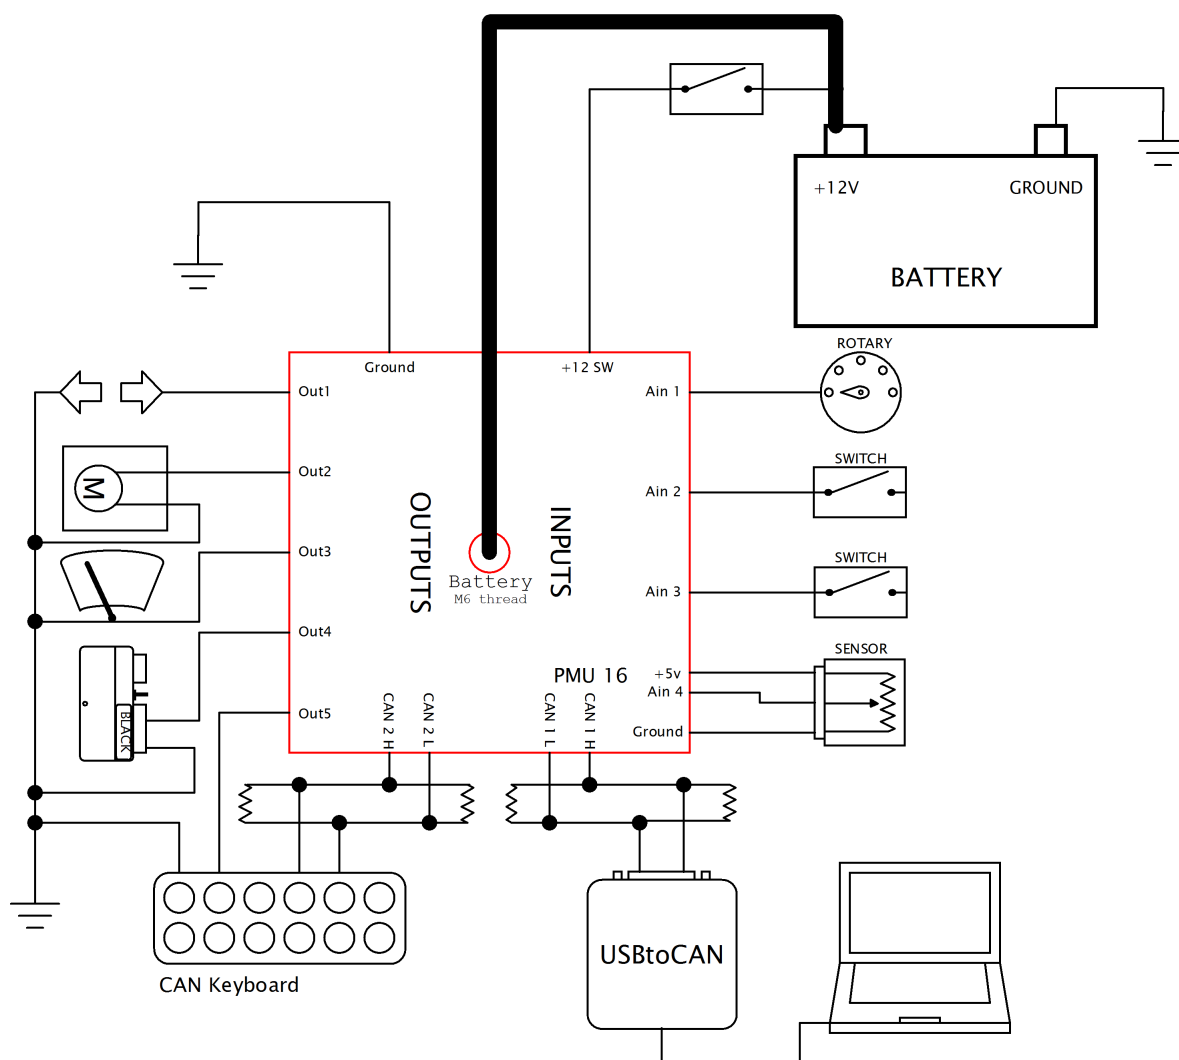 +12V
GROUND
BATTERY
Ground
+12 SW
ROTARY
Out1
Ain 1
SWITCH
Out2
M
Ain 2
OUTPUTS
INPUTS
Out3
SWITCH
Battery
M6 thread
Ain 3
Out4
SENSOR
PMU 16
+5v
Ain 4
Out5
BLACK
CAN 2 H
CAN 2 L
CAN 1 L
CAN 1 H
Ground
USBtoCAN
CAN Keyboard